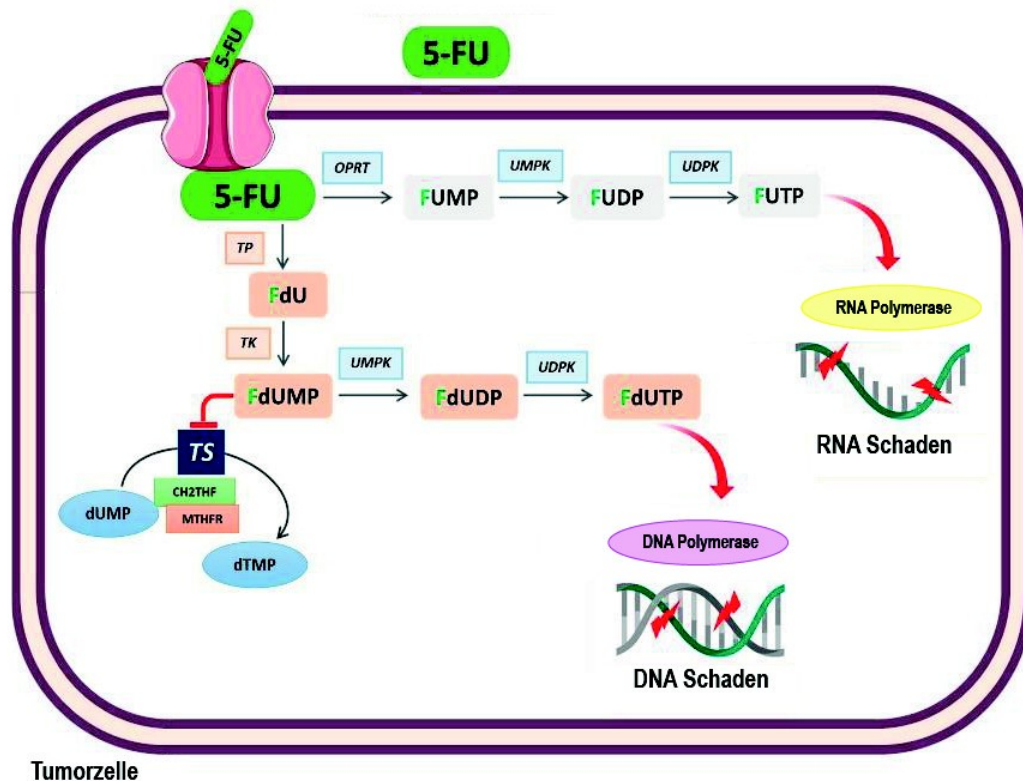 5-FU
5-FU
5-FU
OPRT
UMPK
UDPK
FUMP
FUDP
FUTP
TP
FdU
TK
UMPK
UDPK
FdUMP
FdUDP
FdUTP
TS
CH2THF
MTHFR
dUMP
dTMP
RNA Polymerase
RNA Schaden
DNA Polymerase
DNA Schaden
Tumorzelle